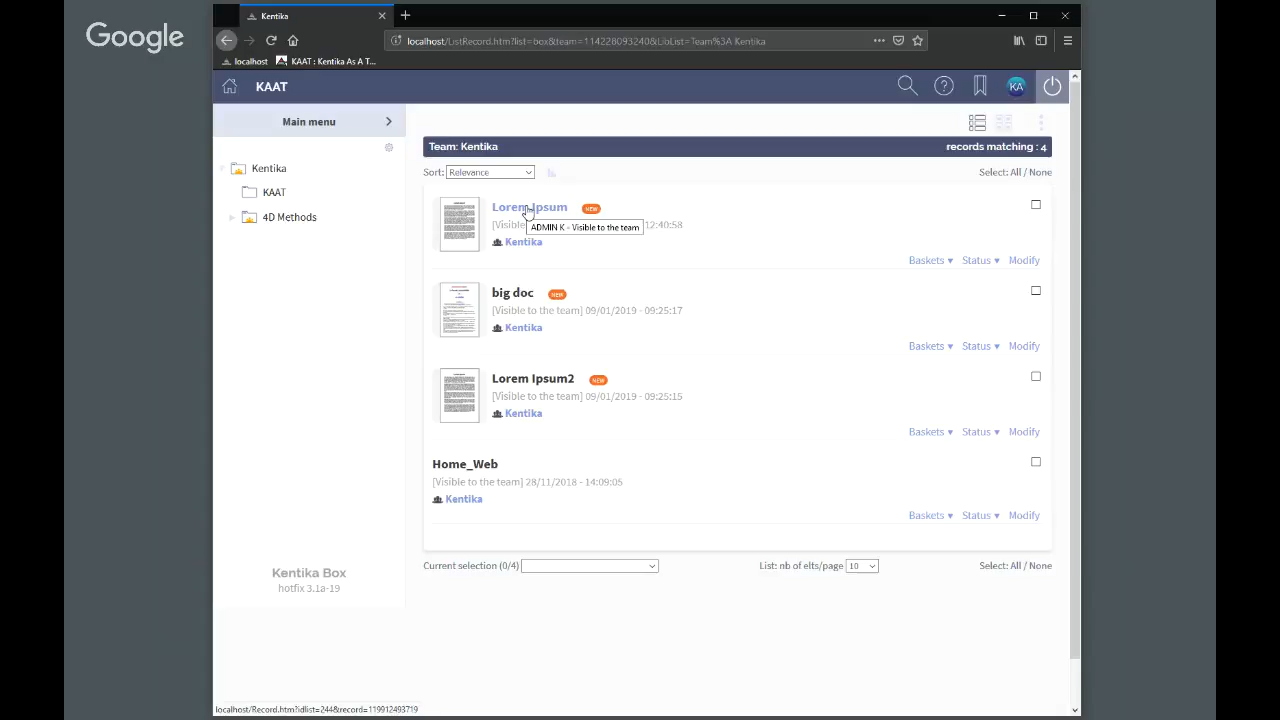 Google
Kentika
localhost/ListRecord.htm?list=box&team=114228093240&LibList=Team%3A Kentika
localhost
KAAT : Kentika As A T...
KAAT
KA
Main menu
Kentika
KAAT
4D Methods
Kentika Box
hotfix 3.1a-19
Team: Kentika
records matching : 4
Sort: Relevance
Select: All / None
Lorem Ipsum NEW
[Visible 12:40:58
ADMIN K - Visible to the team
Kentika
Baskets ▾ Status ▾ Modify
big doc NEW
[Visible to the team] 09/01/2019 - 09:25:17
Kentika
Baskets ▾ Status ▾ Modify
Lorem Ipsum2 NEW
[Visible to the team] 09/01/2019 - 09:25:15
Kentika
Baskets ▾ Status ▾ Modify
Home_Web
[Visible to the team] 28/11/2018 - 14:09:05
Kentika
Baskets ▾ Status ▾ Modify
Current selection (0/4)
List: nb of elts/page 10
Select: All / None
localhost/Record.htm?idlist=244&record=119912493719